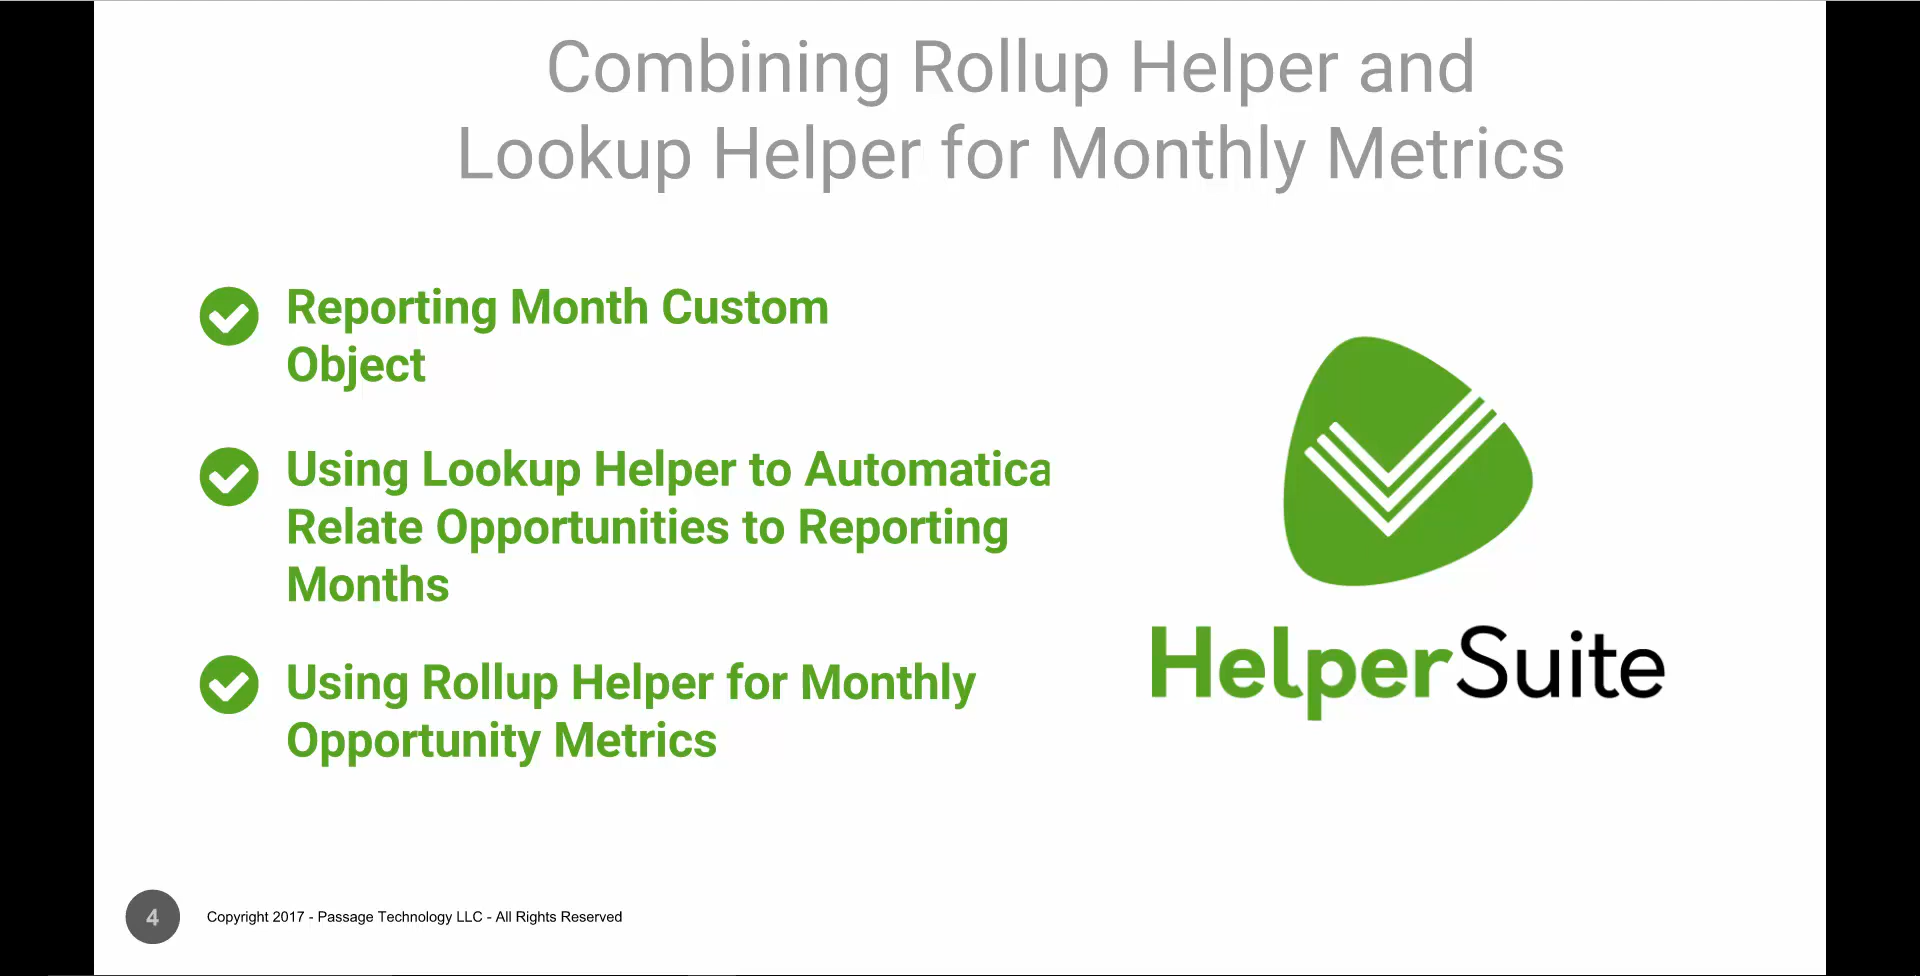 Combining Rollup Helper and
Lookup Helper for Monthly Metrics
Reporting Month Custom
Object
Using Lookup Helper to Automatica
Relate Opportunities to Reporting
Months
Using Rollup Helper for Monthly
Opportunity Metrics
HelperSuite
4
Copyright 2017 - Passage Technology LLC - All Rights Reserved